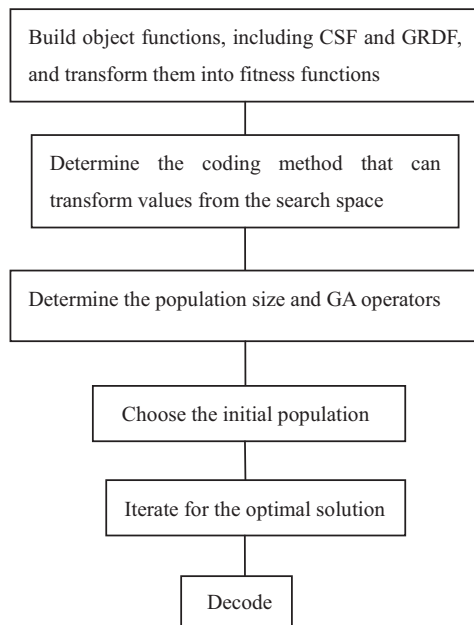 Build object functions, including CSF and GRDF,
and transform them into fitness functions
Determine the coding method that can
transform values from the search space
Determine the population size and GA operators
Choose the initial population
Iterate for the optimal solution
Decode